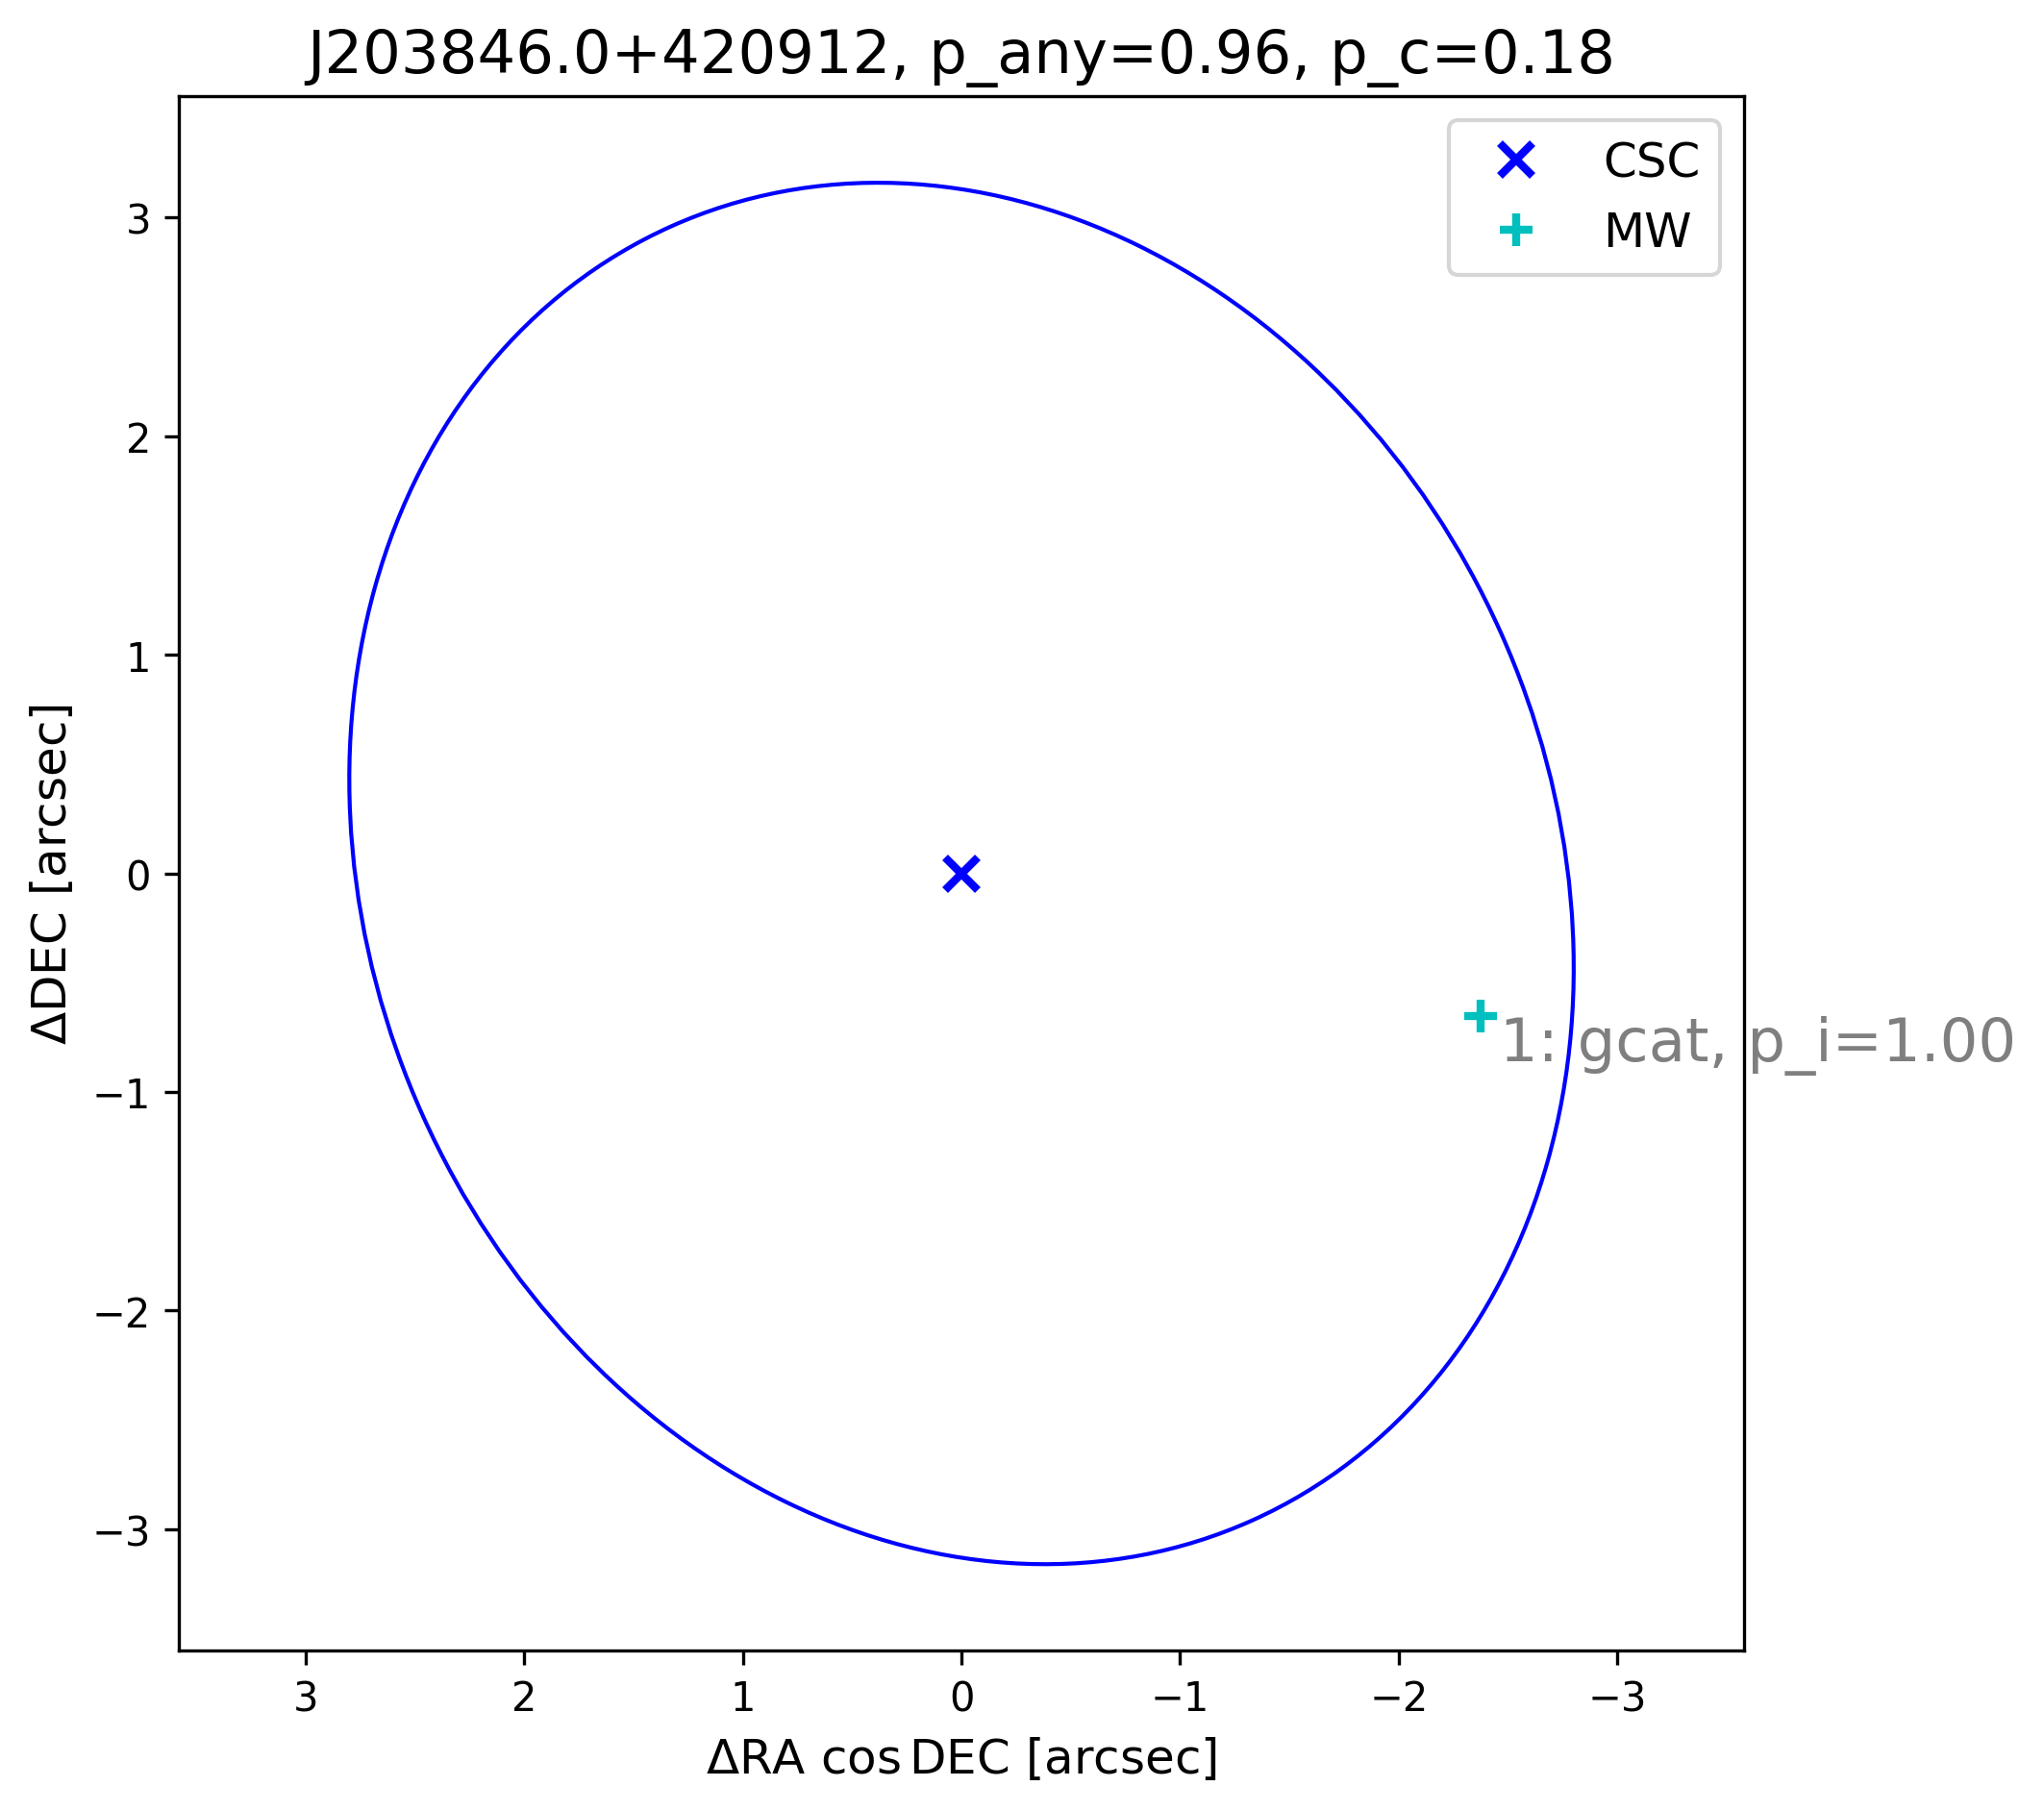 J203846.0+420912, p_any=0.96, p_c=0.18
CSC
MW
3
2
1
0
−1
−2
−3
ΔDEC [arcsec]
1: gcat, p_i=1.00
3
2
1
0
−1
−2
−3
ΔRA cos DEC [arcsec]